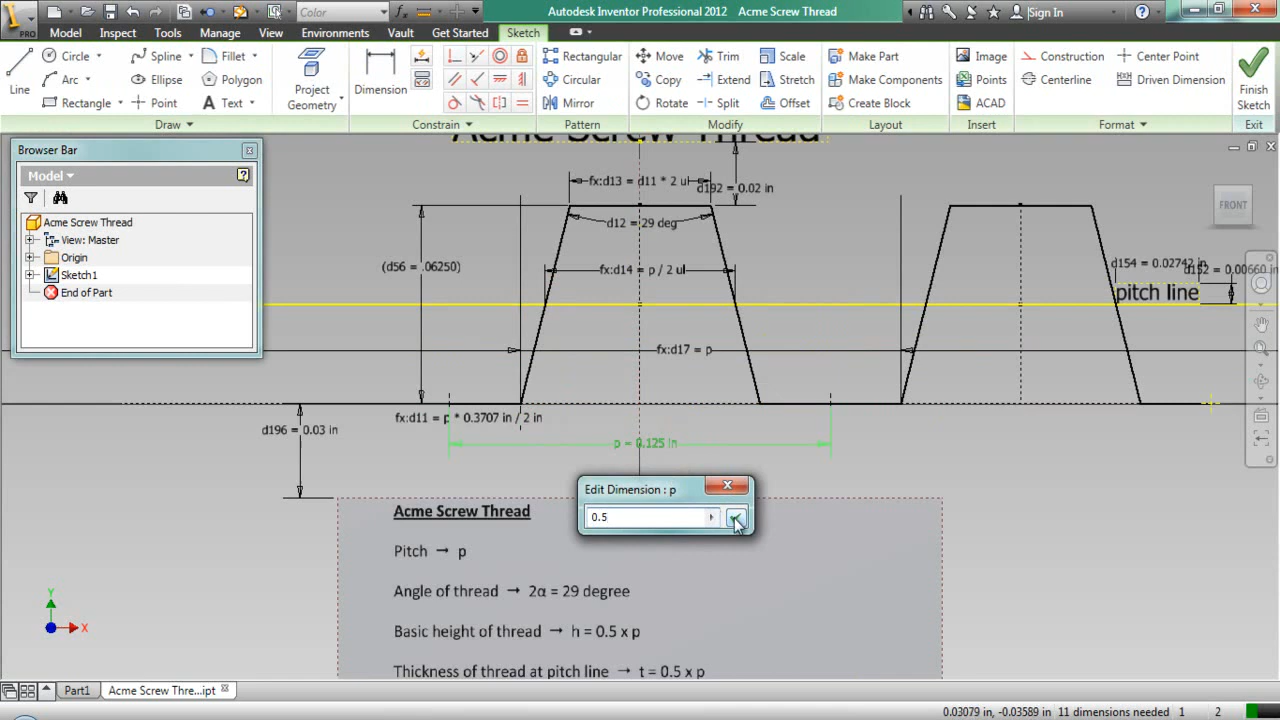 PRO
Color
Autodesk Inventor Professional 2012 Acme Screw Thread
Sign In
Model Inspect Tools Manage View Environments Vault Get Started Sketch
Line
Circle
Arc
Rectangle
Spline
Ellipse
Point
Fillet
Polygon
Text
Project
Geometry
Dimension
Rectangular
Circular
Mirror
Move
Copy
Rotate
Trim
Extend
Split
Scale
Stretch
Offset
Make Part
Make Components
Create Block
Image
Points
ACAD
Construction
Centerline
Center Point
Driven Dimension
Finish
Sketch
Draw Constrain Pattern Modify Layout Insert Format Exit
Browser Bar
Model
Acme Screw Thread
View: Master
Origin
Sketch1
End of Part
Acme Screw Thread
fx:d13 = d11 * 2 ul
d192 = 0.02 in
d12 = 29 deg
(d56 = .06250)
fx:d14 = p / 2 ul
fx:d17 = p
fx:d11 = p * 0.3707 in / 2 in
d196 = 0.03 in
p = 0.125 in
d154 = 0.02742 in
d152 = 0.00660 in
pitch line
FRONT
Edit Dimension : p
0.5
Acme Screw Thread
Pitch → p
Angle of thread → 2α = 29 degree
Basic height of thread → h = 0.5 x p
Thickness of thread at pitch line → t = 0.5 x p
Y
X
Part1
Acme Screw Thre...ipt
0.03079 in, -0.03589 in 11 dimensions needed 1 2